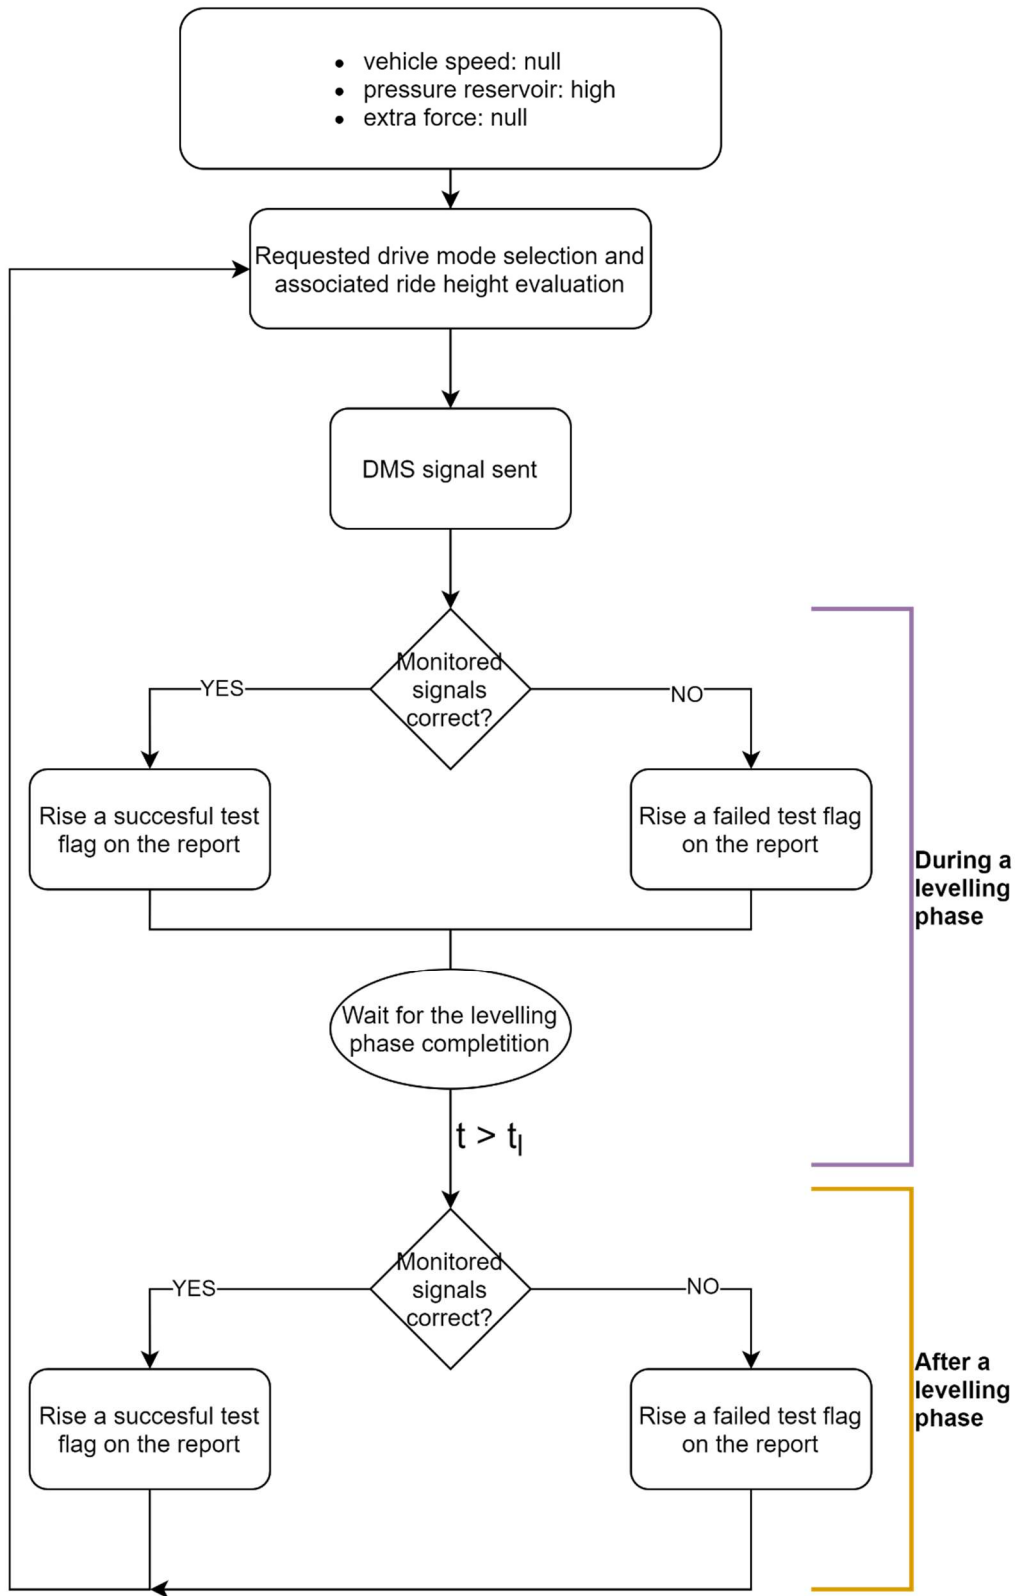 • vehicle speed: null
• pressure reservoir: high
• extra force: null
Requested drive mode selection and
associated ride height evaluation
DMS signal sent
Monitored
signals
correct?
YES
NO
Rise a succesful test
flag on the report
Rise a failed test flag
on the report
During a
levelling
phase
Wait for the levelling
phase completition
t > tl
Monitored
signals
correct?
YES
NO
Rise a succesful test
flag on the report
Rise a failed test flag
on the report
After a
levelling
phase